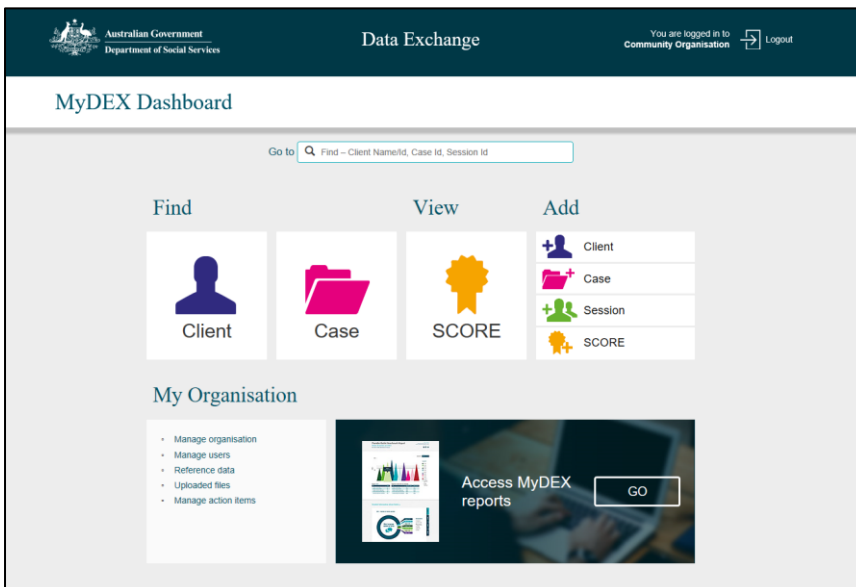 Australian Government
Department of Social Services
Data Exchange
You are logged in to
Community Organisation
Logout
MyDEX Dashboard
Go to
Find – Client Name/Id, Case Id, Session Id
Find
View
Add
Client
Case
SCORE
Client
Case
Session
SCORE
My Organisation
Manage organisation
Manage users
Reference data
Uploaded files
Manage action items
Access MyDEX
reports
GO